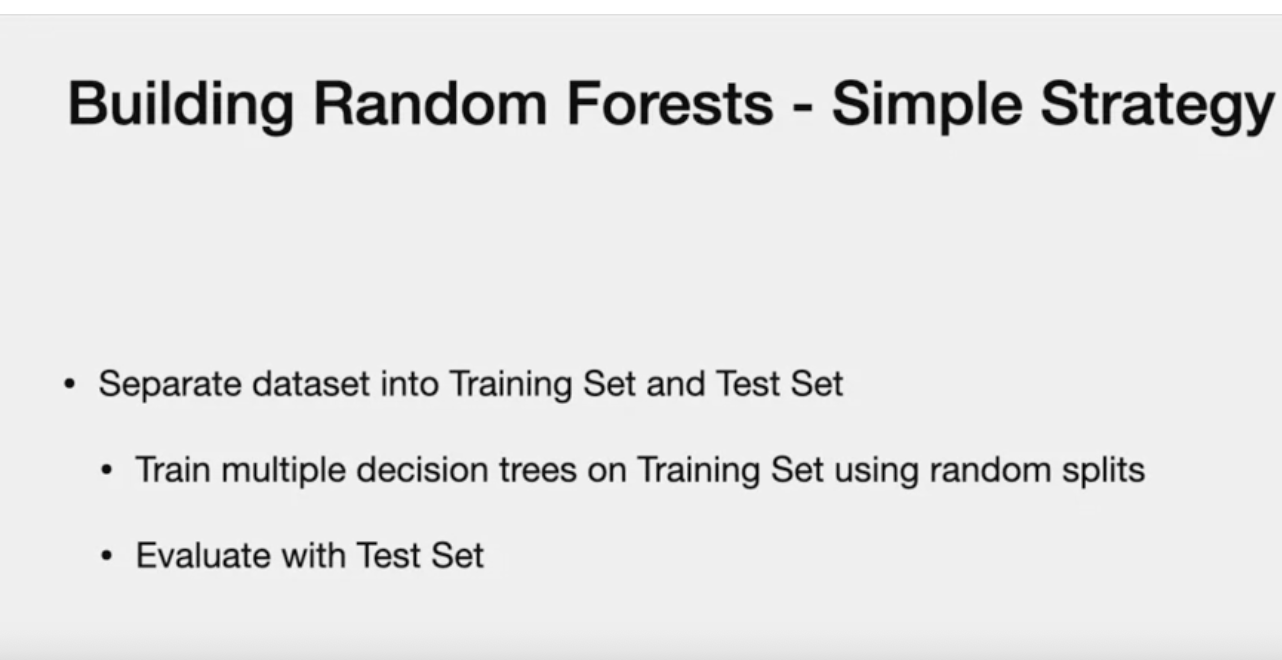 Building Random Forests - Simple Strategy
• Separate dataset into Training Set and Test Set
• Train multiple decision trees on Training Set using random splits
• Evaluate with Test Set